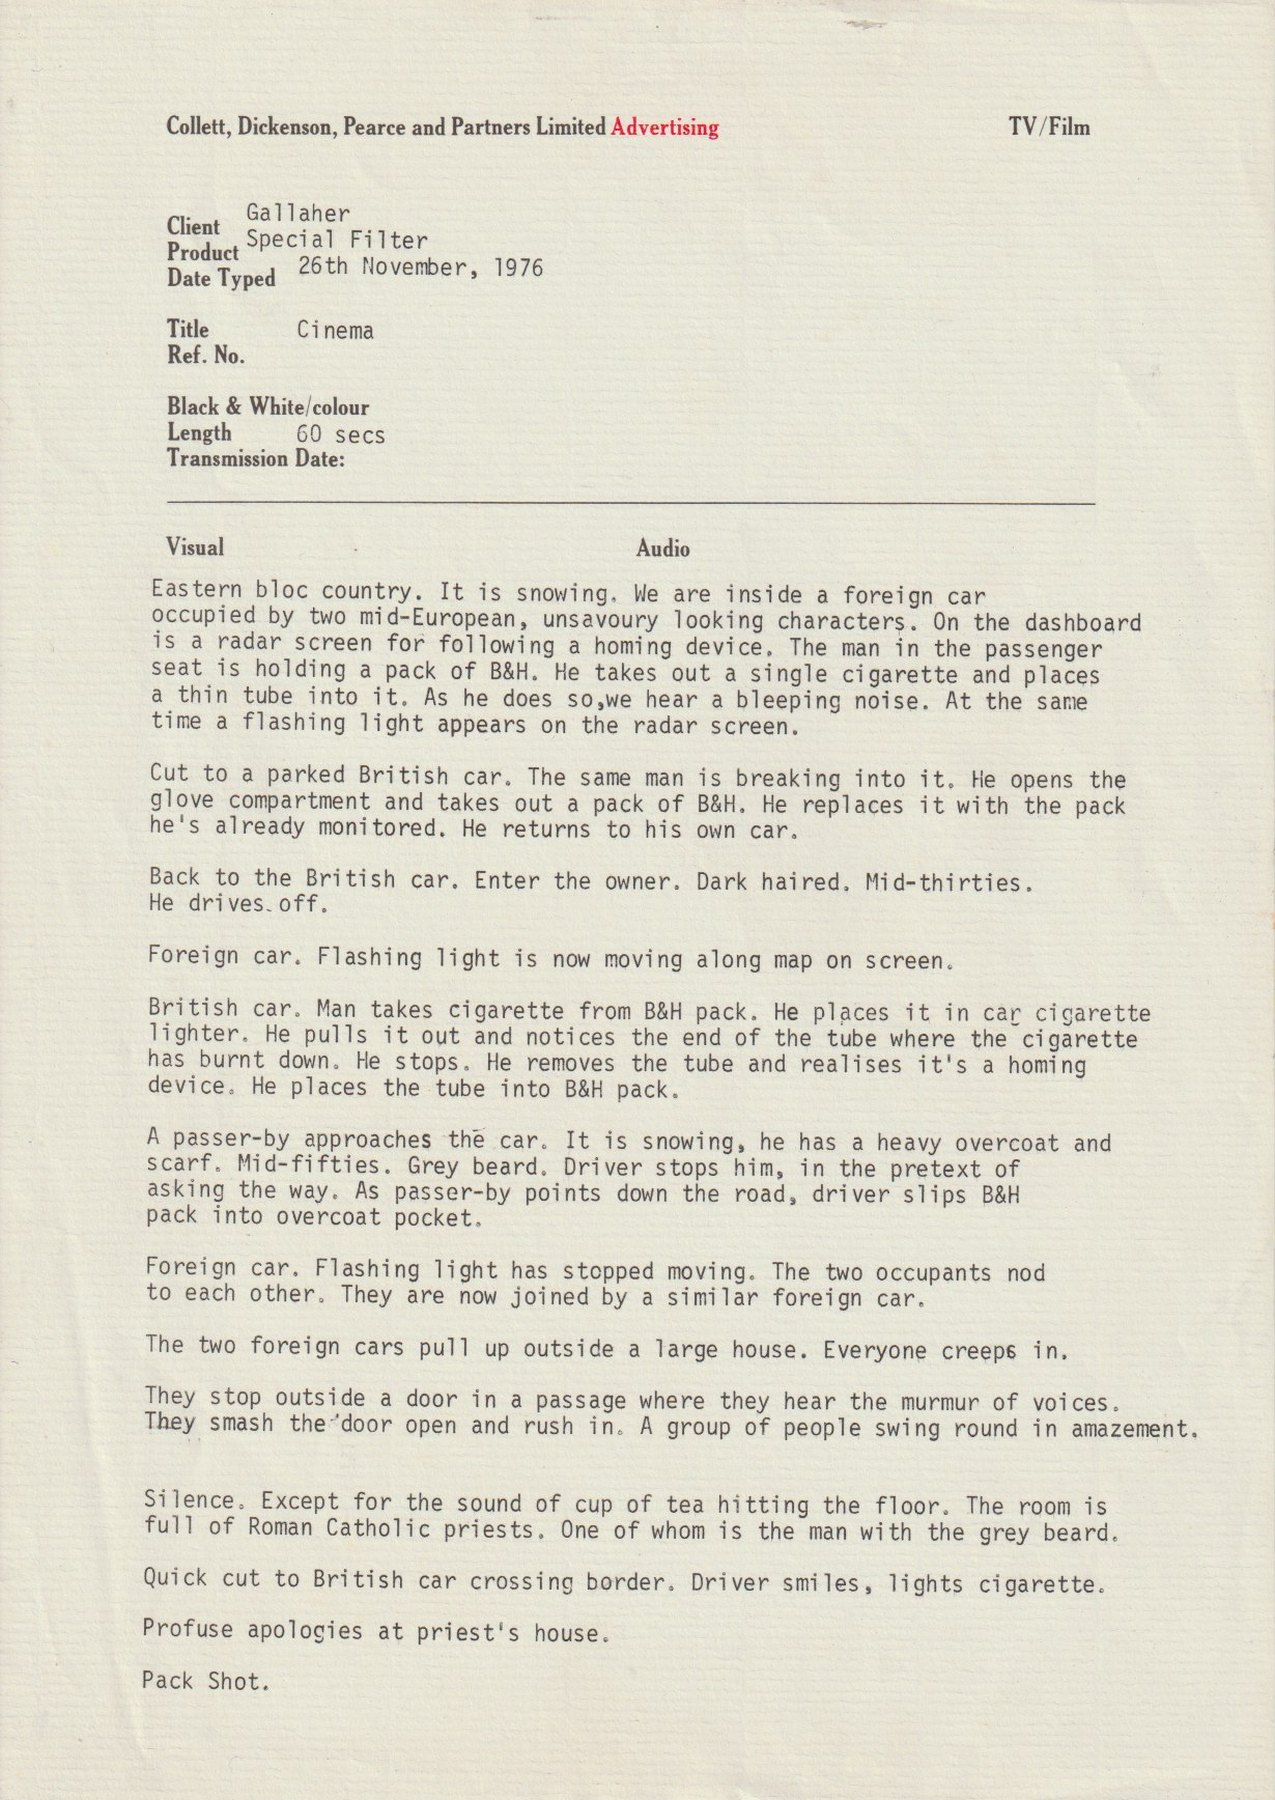 Collett, Dickenson, Pearce and Partners Limited Advertising TV/Film
Client Gallaher
Product Special Filter
Date Typed 26th November, 1976
Title Cinema
Ref. No.
Black & White/colour
Length 60 secs
Transmission Date:
Visual Audio
Eastern bloc country. It is snowing. We are inside a foreign car
occupied by two mid-European, unsavoury looking characters. On the dashboard
is a radar screen for following a homing device. The man in the passenger
seat is holding a pack of B&H. He takes out a single cigarette and places
a thin tube into it. As he does so,we hear a bleeping noise. At the same
time a flashing light appears on the radar screen.
Cut to a parked British car. The same man is breaking into it. He opens the
glove compartment and takes out a pack of B&H. He replaces it with the pack
he's already monitored. He returns to his own car.
Back to the British car. Enter the owner. Dark haired. Mid-thirties.
He drives off.
Foreign car. Flashing light is now moving along map on screen.
British car. Man takes cigarette from B&H pack. He places it in car cigarette
lighter. He pulls it out and notices the end of the tube where the cigarette
has burnt down. He stops. He removes the tube and realises it's a homing
device. He places the tube into B&H pack.
A passer-by approaches the car. It is snowing, he has a heavy overcoat and
scarf. Mid-fifties. Grey beard. Driver stops him, in the pretext of
asking the way. As passer-by points down the road, driver slips B&H
pack into overcoat pocket.
Foreign car. Flashing light has stopped moving. The two occupants nod
to each other. They are now joined by a similar foreign car.
The two foreign cars pull up outside a large house. Everyone creeps in.
They stop outside a door in a passage where they hear the murmur of voices.
They smash the door open and rush in. A group of people swing round in amazement.
Silence. Except for the sound of cup of tea hitting the floor. The room is
full of Roman Catholic priests. One of whom is the man with the grey beard.
Quick cut to British car crossing border. Driver smiles, lights cigarette.
Profuse apologies at priest's house.
Pack Shot.